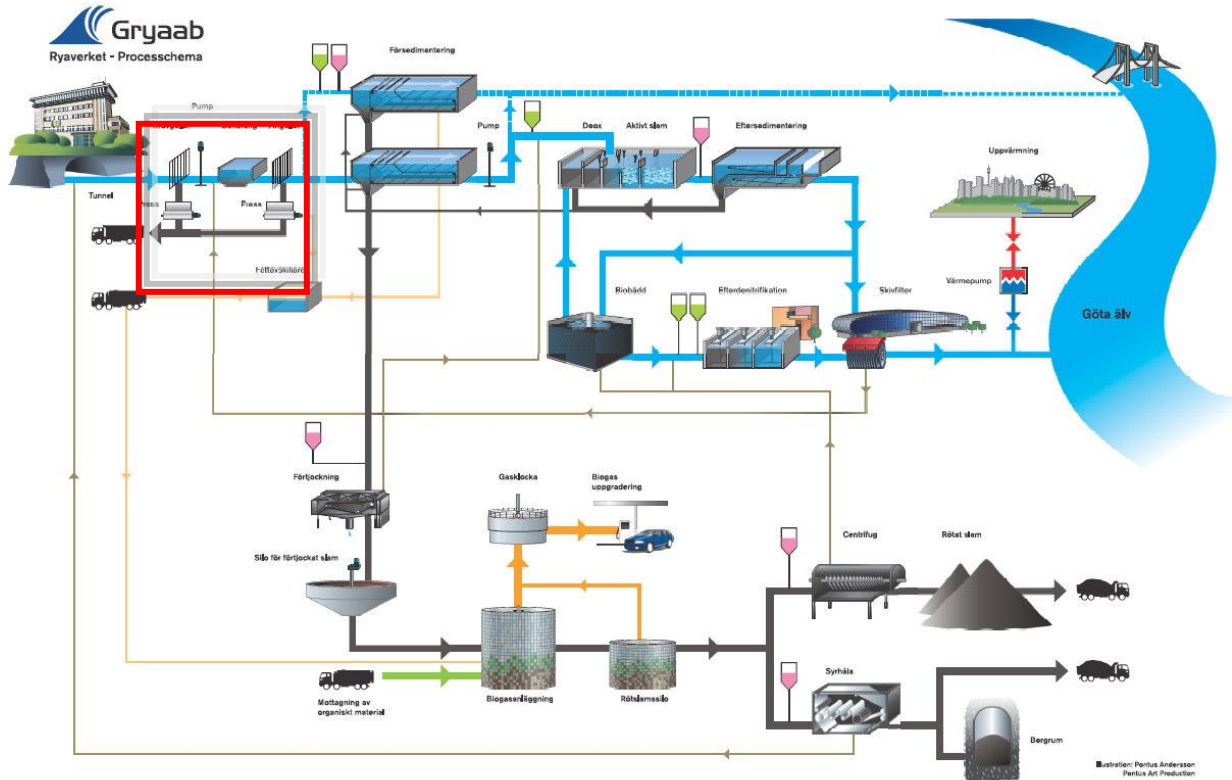 Gryaab
Ryaverket - Processchema
Försedimentering
Pump
Pump
Deox
Aktivt slam
Eftersedimentering
Uppvärmning
Tunnel
Press
Press
Värmepump
Biobädd
Efterdenitrifikation
Skivfilter
Göta älv
Förtjockning
Gasklocka
Biogas
uppgradering
Silo för förtjockat slam
Centrifug
Rötat slam
Mottagning av
organiskt material
Biogasanläggning
Rötslamssilo
Syrhåla
Bergrum
Illustration: Pontus Andersson
Pontus Art Production